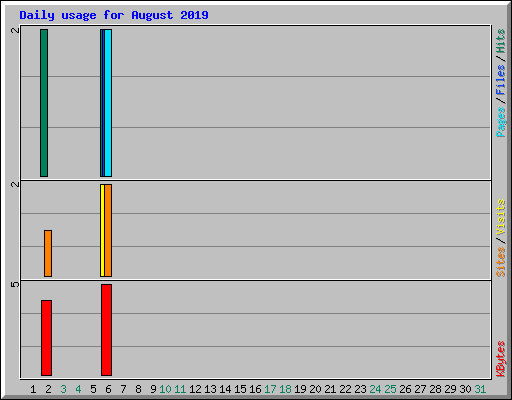 Daily usage for August 2019
2
Pages/Files/Hits
2
Sites/Visits
5
KBytes
1 2 3 4 5 6 7 8 9 10 11 12 13 14 15 16 17 18 19 20 21 22 23 24 25 26 27 28 29 30 31